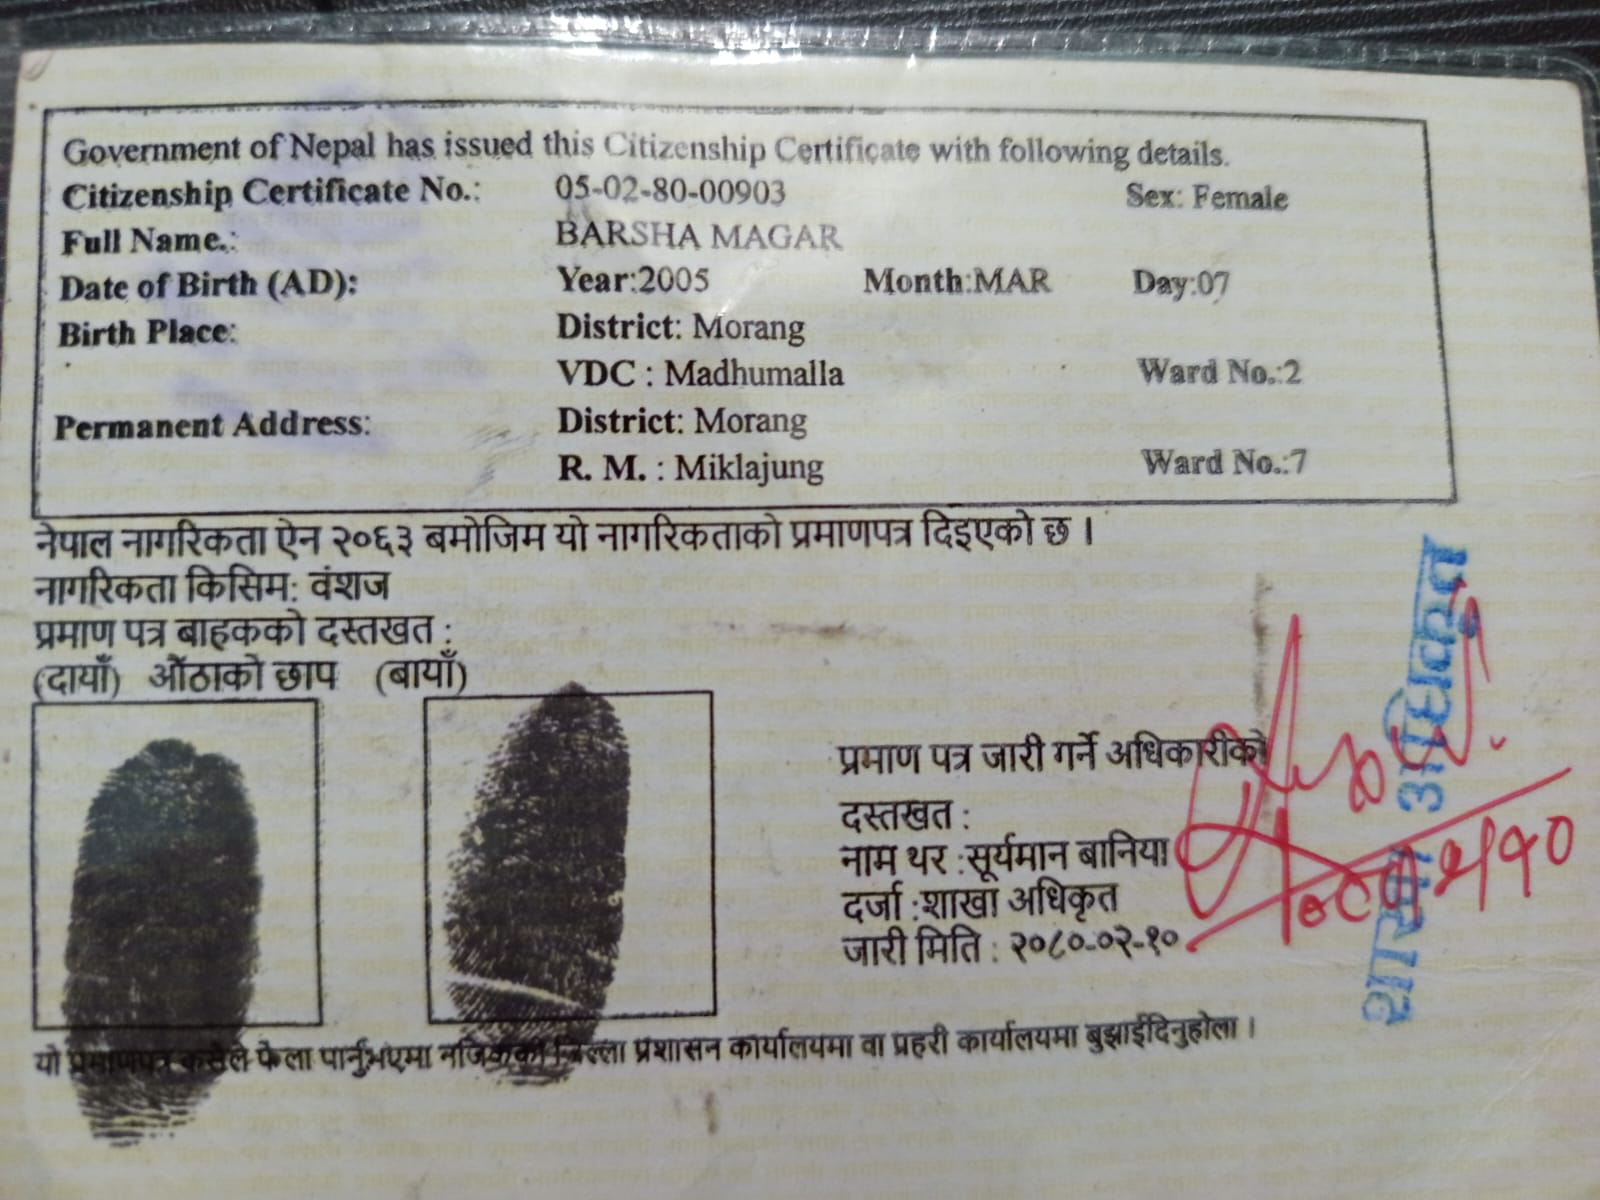 Government of Nepal has issued this Citizenship Certificate with following details.
Citizenship Certificate No.: 05-02-80-00903 Sex: Female
Full Name.: BARSHA MAGAR
Date of Birth (AD): Year:2005 Month:MAR Day:07
Birth Place: District: Morang
VDC : Madhumalla Ward No.:2
Permanent Address: District: Morang
R. M. : Miklajung Ward No.:7
नेपाल नागरिकता ऐन २०६३ बमोजिम यो नागरिकताको प्रमाणपत्र दिइएको छ ।
नागरिकता किसिम: वंशज
प्रमाण पत्र बाहकको दस्तखत :
(दायाँ) औंठाको छाप (बायाँ)
प्रमाण पत्र जारी गर्ने अधिकारीको
दस्तखत :
नाम थर :सूर्यमान बानिया
दर्जा :शाखा अधिकृत
जारी मिति : २०८०-०२-१०
शाखा अधिकृत
यो प्रमाणपत्र कसैले फेला पार्नुभएमा नजिकको जिल्ला प्रशासन कार्यालयमा वा प्रहरी कार्यालयमा बुझाईदिनुहोला ।